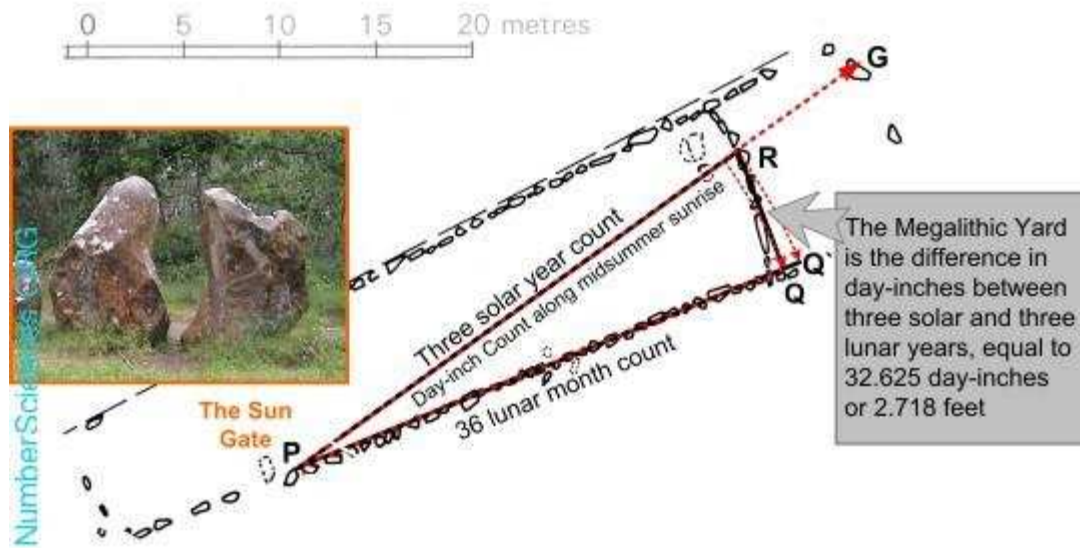 0 5 10 15 20 metres
G
R
Three solar year count
Day-inch Count along midsummer sunrise
The Megalithic Yard
is the difference in
day-inches between
three solar and three
lunar years, equal to
32.625 day-inches
or 2.718 feet
Q'
Q
36 lunar month count
The Sun
Gate
P